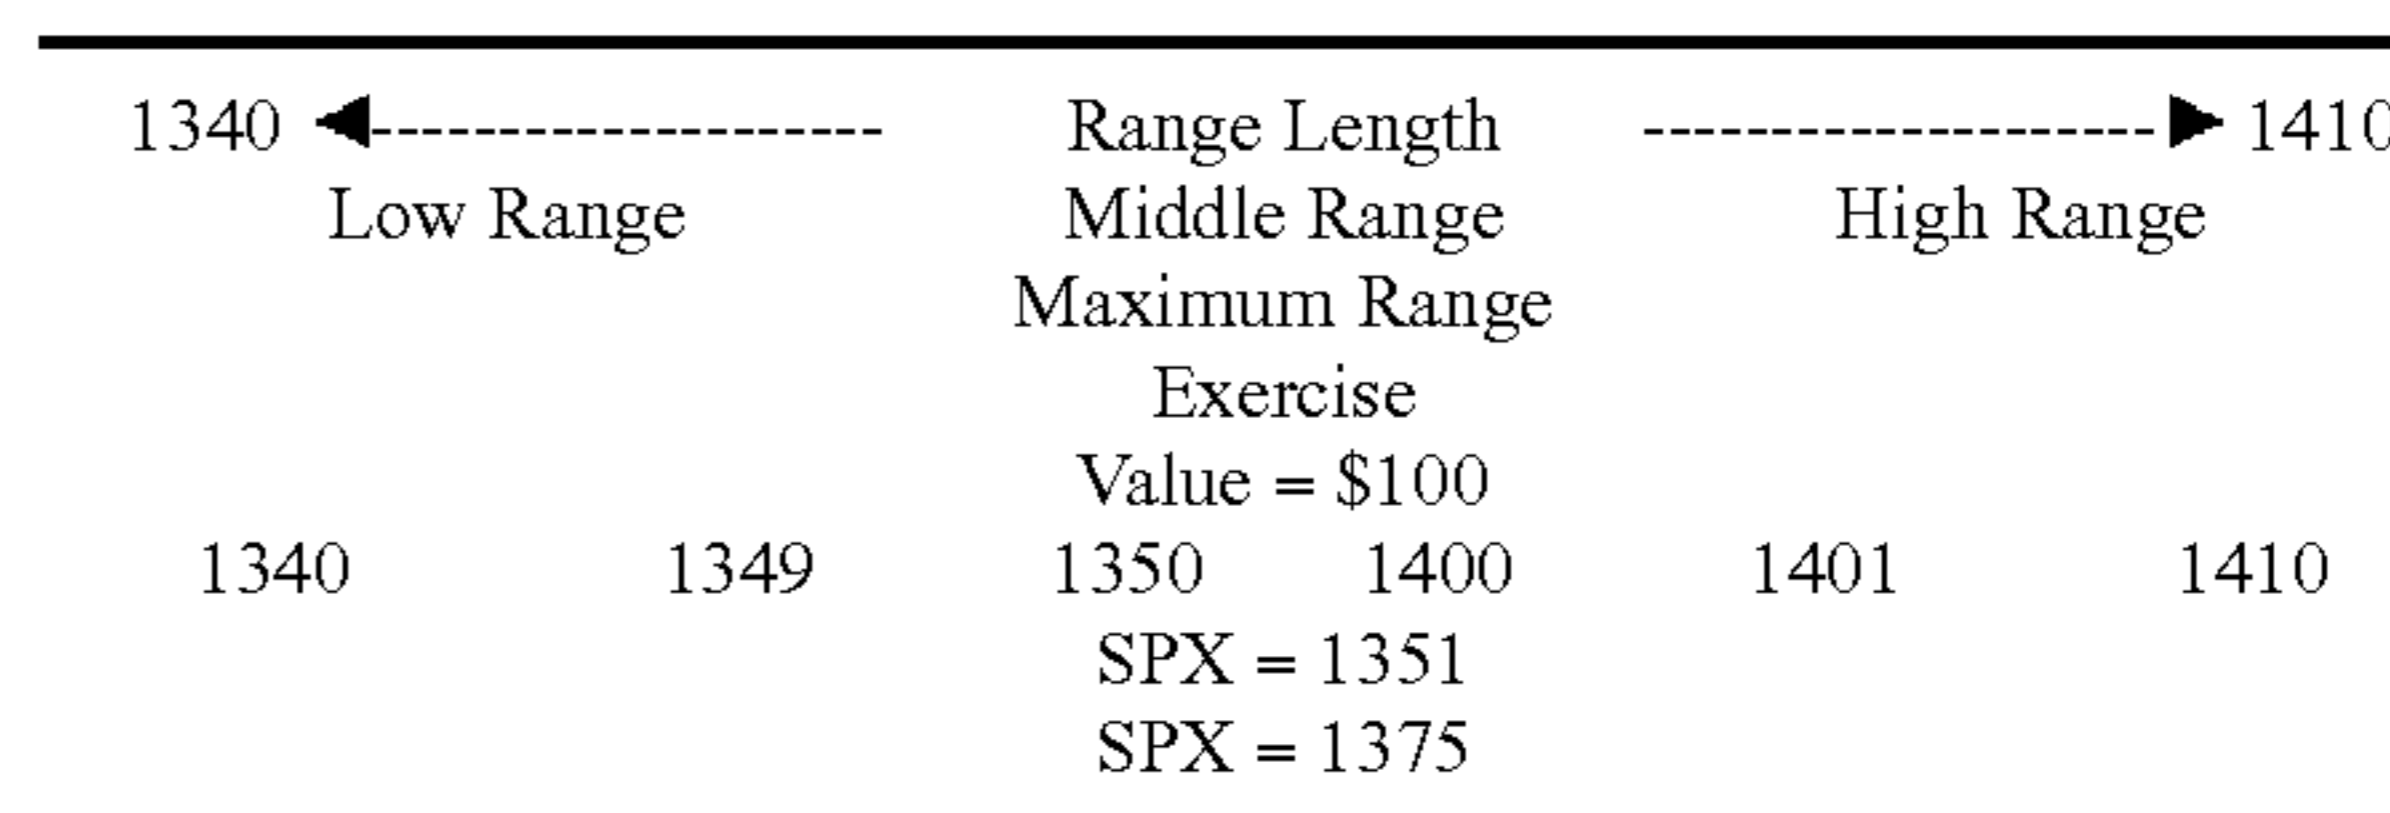 1340 ◀-------------------- Range Length --------------------▶ 1410
Low Range Middle Range High Range
Maximum Range
Exercise
Value = $100
1340 1349 1350 1400 1401 1410
SPX = 1351
SPX = 1375